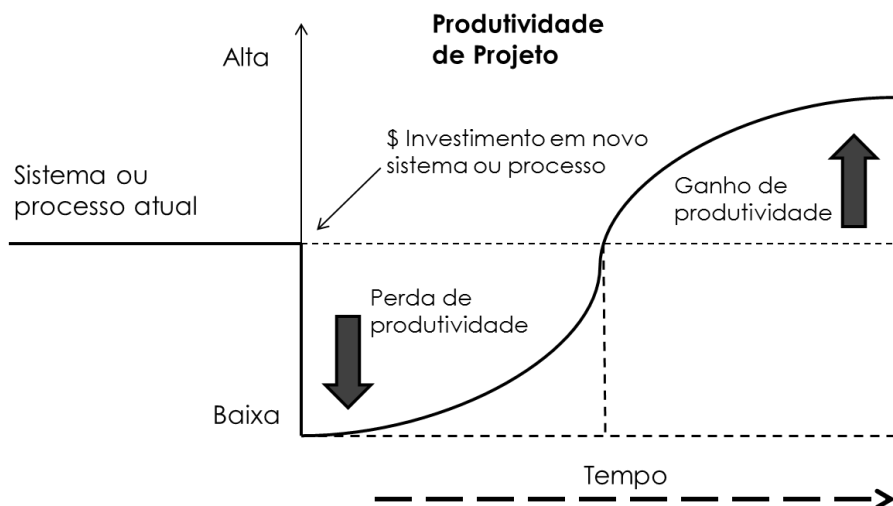 Produtividade
de Projeto
Alta
$ Investimento em novo
sistema ou processo
Sistema ou
processo atual
Ganho de
produtividade
Perda de
produtividade
Baixa
Tempo